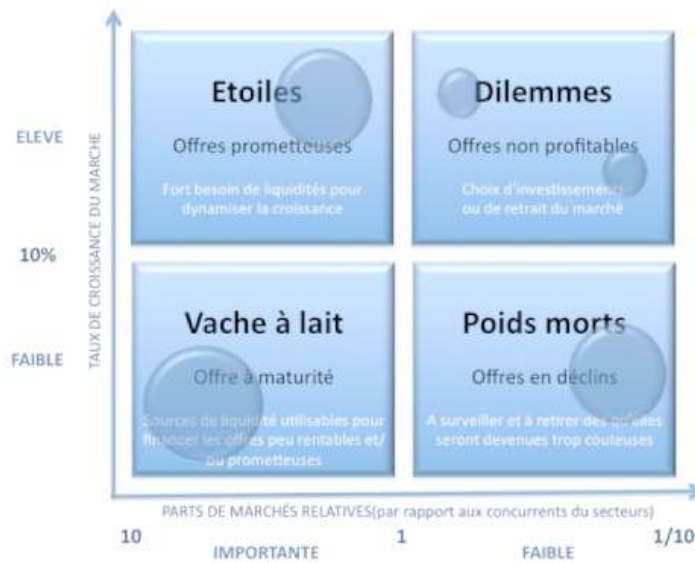 Etoiles
Offres prometteuses
Fort besoin de liquidités pour
dynamiser la croissance
Dilemmes
Offres non profitables
Choix d'investissements
ou de retrait du marché
ELEVE
10%
FAIBLE
TAUX DE CROISSANCE DU MARCHE
Vache à lait
Offre à maturité
Sources de liquidité utilisables pour
financer les offres peu rentables et/
ou prometteuses
Poids morts
Offres en déclins
A surveiller et à retirer dès qu'elles
seront devenues trop couteuses
PARTS DE MARCHÉS RELATIVES(par rapport aux concurrents du secteurs)
10
1
1/10
IMPORTANTE
FAIBLE